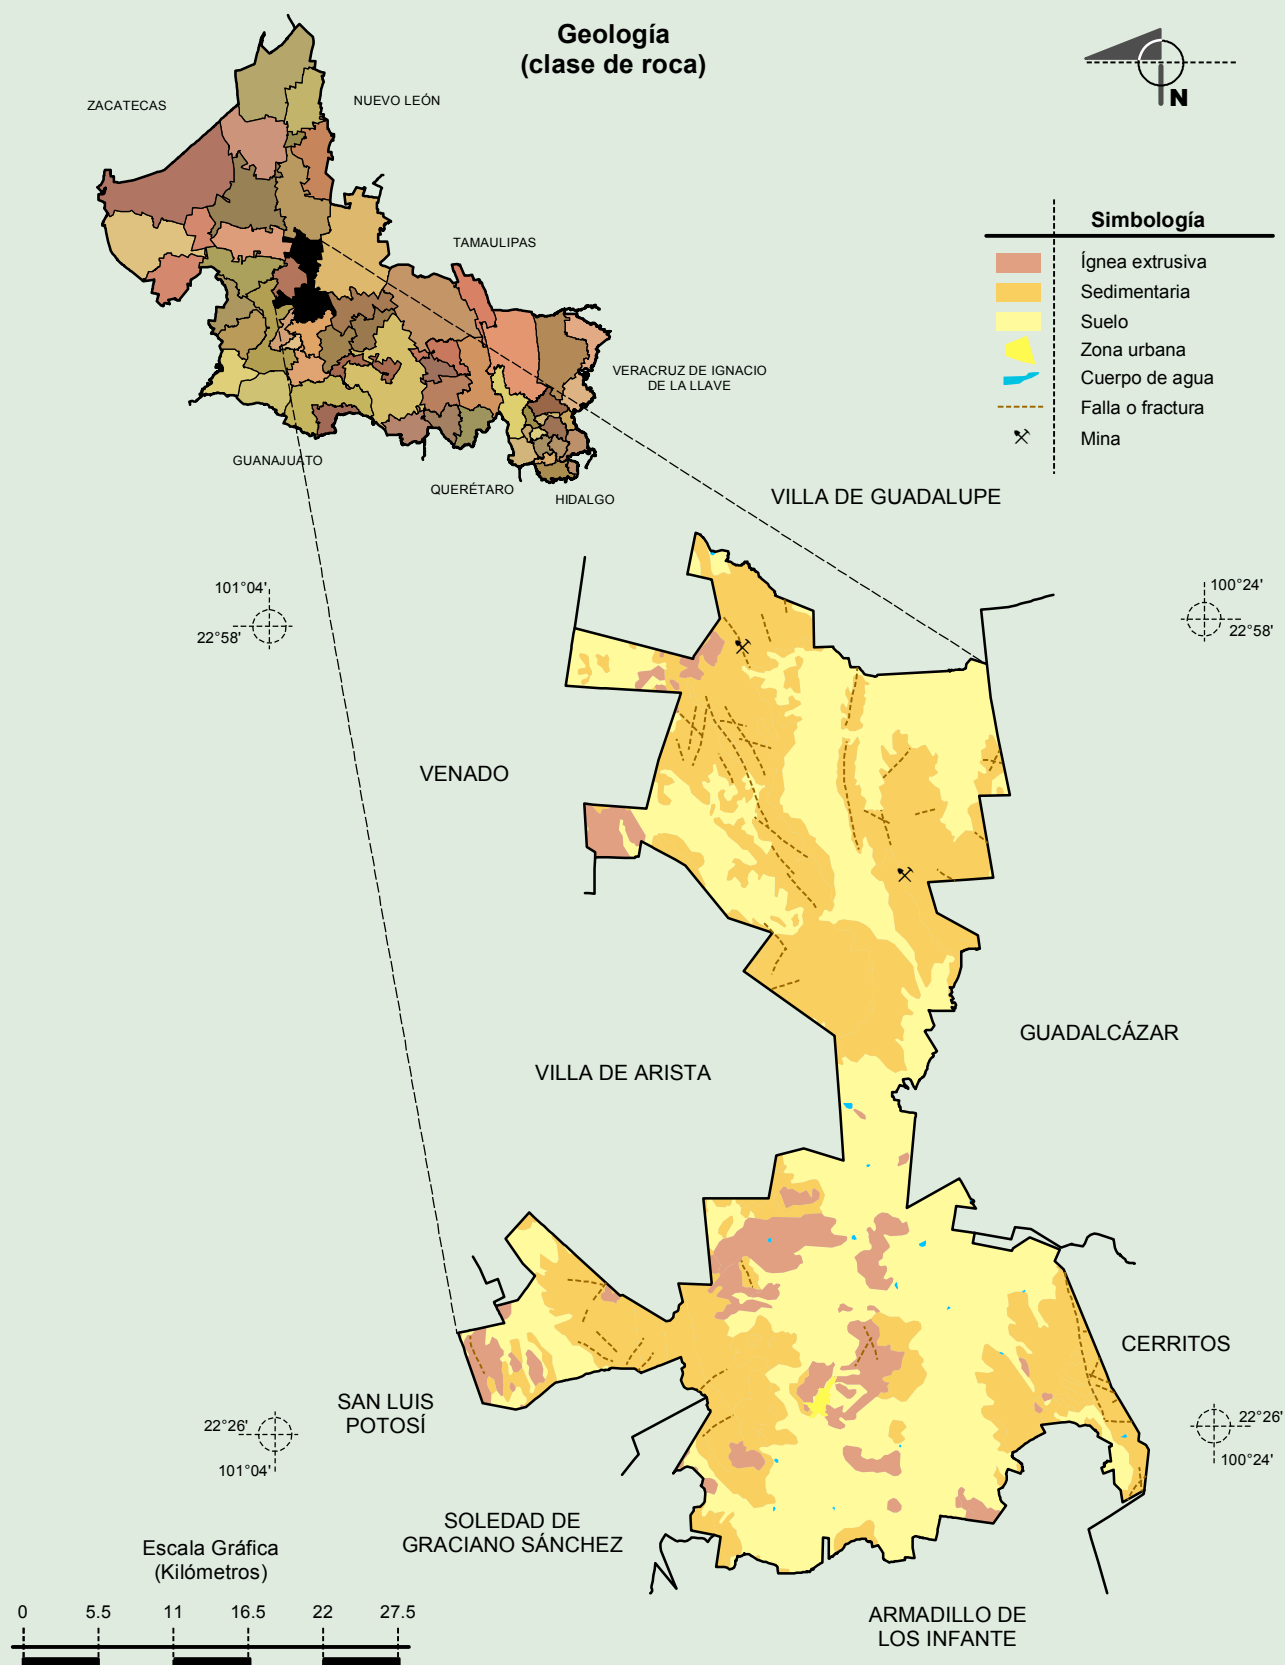 Geología
(clase de roca)
N
ZACATECAS
NUEVO LEÓN
TAMAULIPAS
VERACRUZ DE IGNACIO
DE LA LLAVE
GUANAJUATO
QUERÉTARO
HIDALGO
Simbología
Ígnea extrusiva
Sedimentaria
Suelo
Zona urbana
Cuerpo de agua
Falla o fractura
Mina
VILLA DE GUADALUPE
101°04'
22°58'
100°24'
22°58'
VENADO
GUADALCÁZAR
VILLA DE ARISTA
CERRITOS
SAN LUIS
POTOSÍ
22°26'
101°04'
22°26'
100°24'
SOLEDAD DE
GRACIANO SÁNCHEZ
ARMADILLO DE
LOS INFANTE
Escala Gráfica
(Kilómetros)
0 5.5 11 16.5 22 27.5